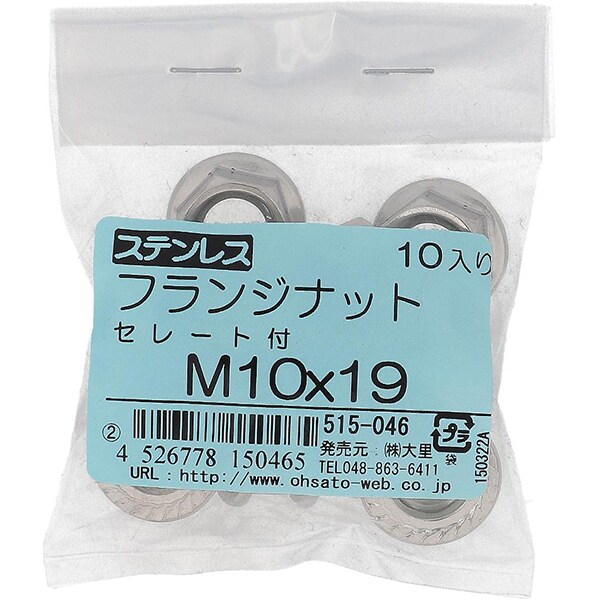 ステンレス 10入り
フランジナット
セレート付
M10x19
515-046
② 4 526778 150465
発売元:㈱大里
TEL048-863-6411
プラ
袋
150322A
URL:http://www.ohsato-web.co.jp